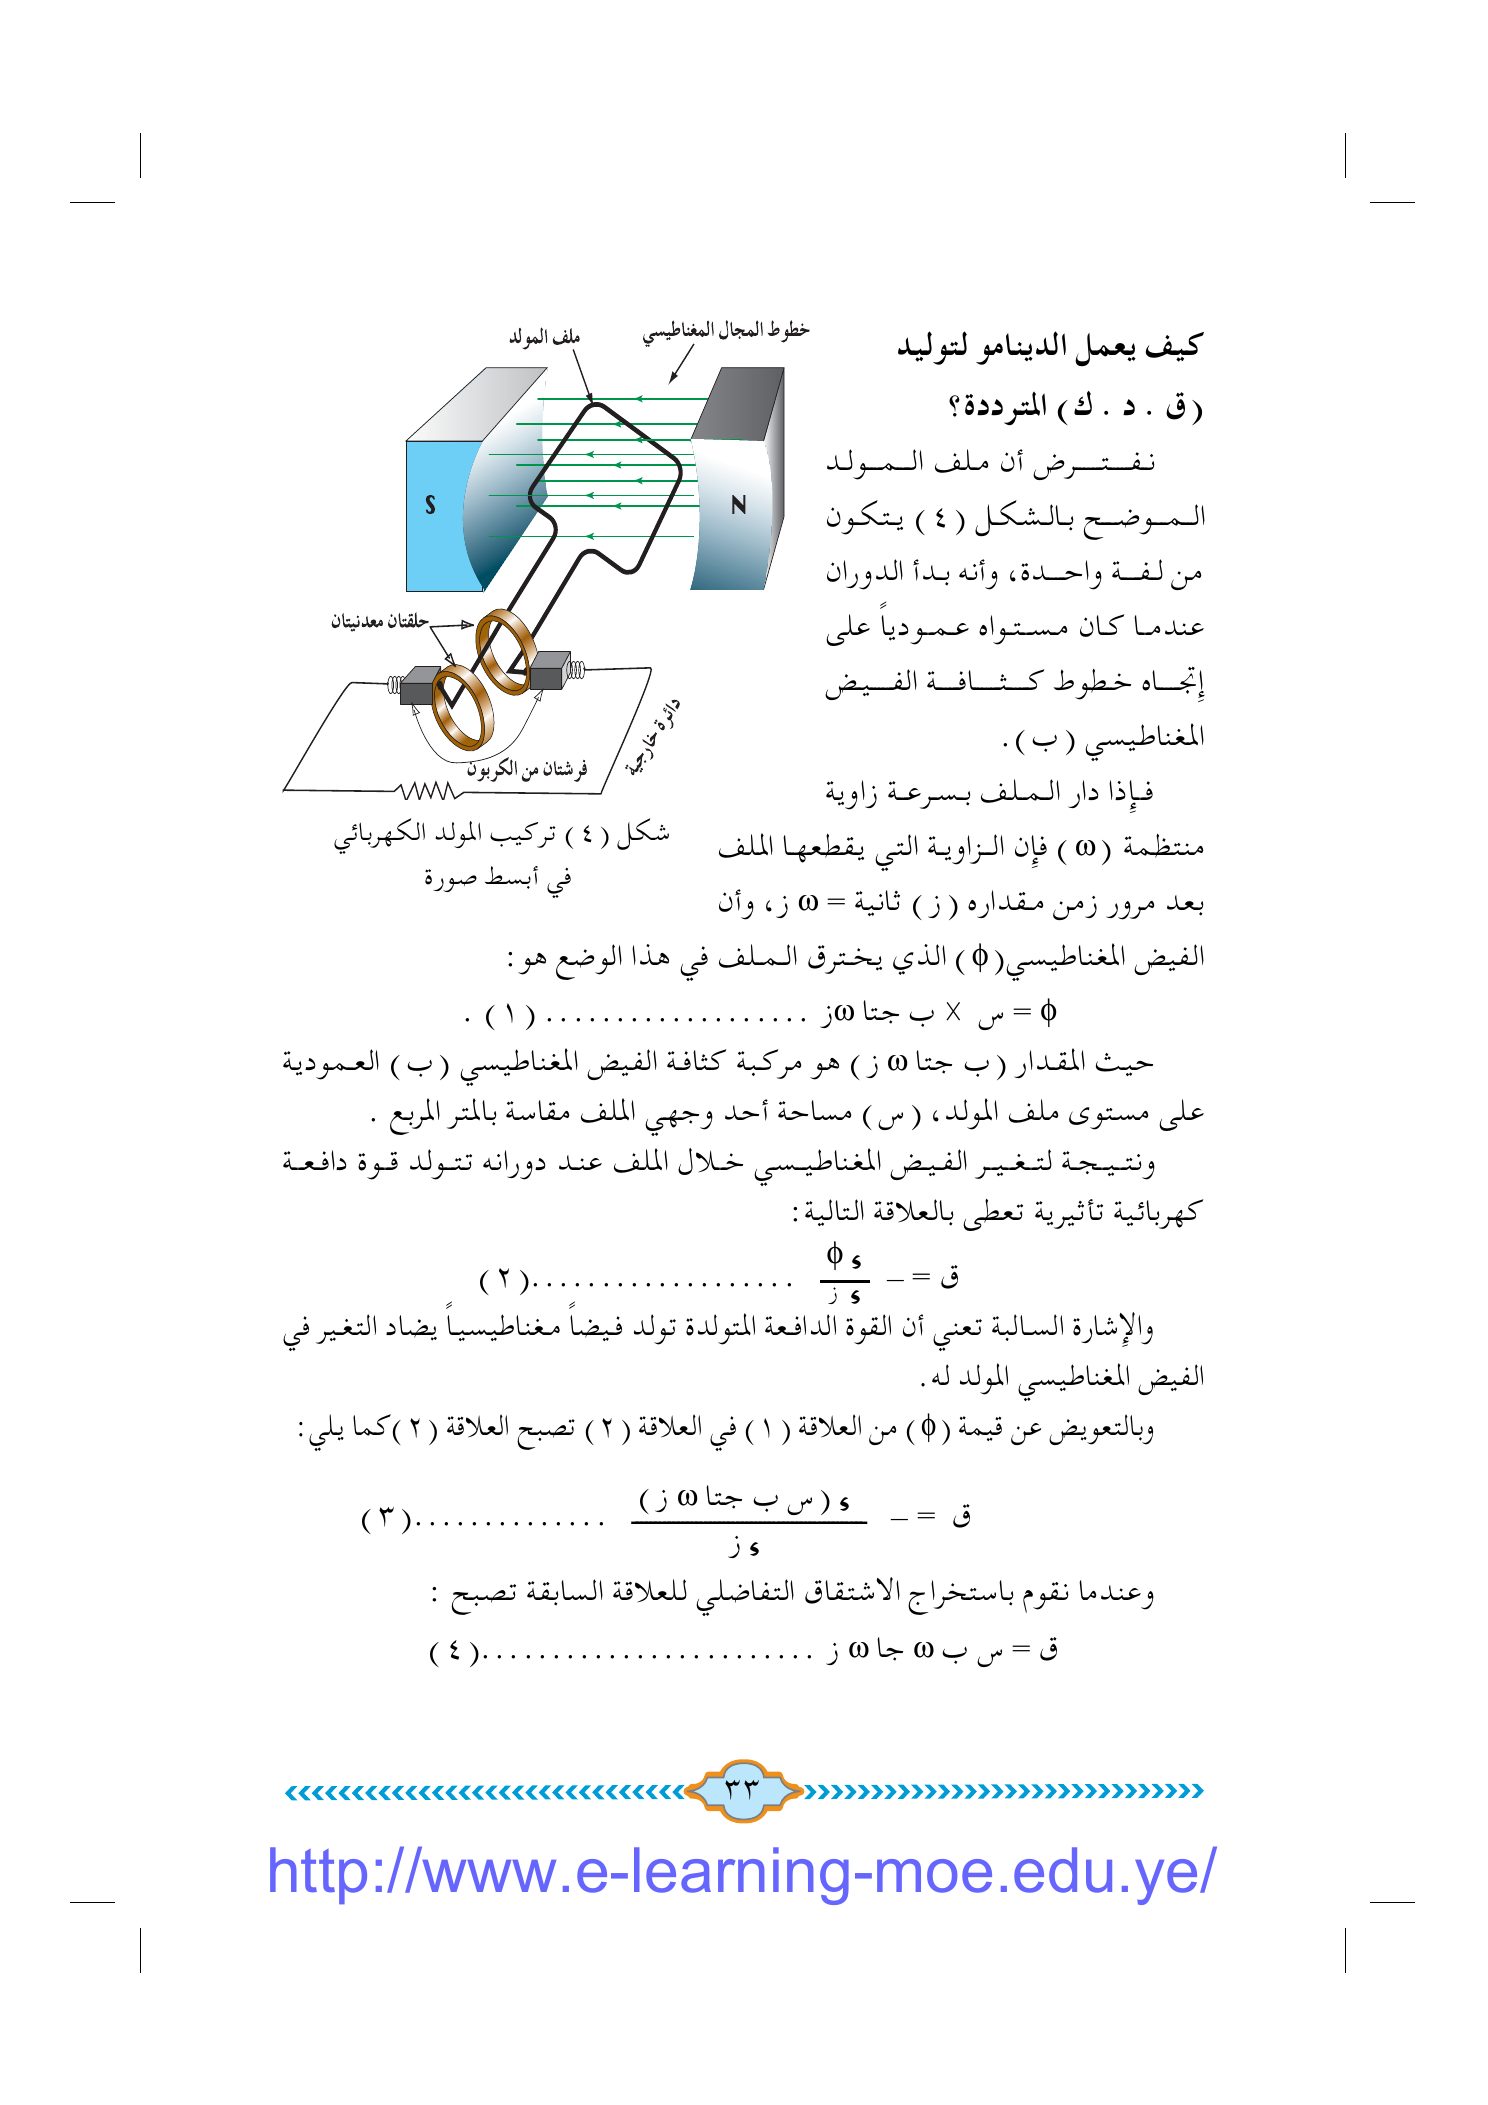 كيف يعمل الدينامو لتوليد
(ق . د . ك) المترددة؟
نفترض أن ملف المولد
الموضح بالشكل (٤) يتكون
من لفة واحدة، وأنه بدأ الدوران
عندما كان مستواه عمودياً على
إتجاه خطوط كثافة الفيض
المغناطيسي (ب).
فإذا دار الملف بسرعة زاوية
منتظمة (ω) فإن الزاوية التي يقطعها الملف
بعد مرور زمن مقداره (ز) ثانية = ω ز، وأن
الفيض المغناطيسي(φ) الذي يخترق الملف في هذا الوضع هو:
خطوط المجال المغناطيسي
ملف المولد
S
N
حلقتان معدنيتان
دائرة خارجية
فرشتان من الكربون
شكل (٤) تركيب المولد الكهربائي
في أبسط صورة
φ = س × ب جتا ωز ................... (١) .
حيث المقدار (ب جتا ω ز) هو مركبة كثافة الفيض المغناطيسي (ب) العمودية
على مستوى ملف المولد، (س) مساحة أحد وجهي الملف مقاسة بالمتر المربع .
ونتيجة لتغير الفيض المغناطيسي خلال الملف عند دورانه تتولد قوة دافعة
كهربائية تأثيرية تعطى بالعلاقة التالية:
ق = – ء φ / ء ز ...................(٢)
والإشارة السالبة تعني أن القوة الدافعة المتولدة تولد فيضاً مغناطيسياً يضاد التغير في
الفيض المغناطيسي المولد له.
وبالتعويض عن قيمة (φ) من العلاقة (١) في العلاقة (٢) تصبح العلاقة (٢)كما يلي:
ق = – ء (س ب جتا ω ز) / ء ز ..............(٣)
وعندما نقوم باستخراج الاشتقاق التفاضلي للعلاقة السابقة تصبح :
ق = س ب ω جا ω ز ........................(٤)
٣٣
http://www.e-learning-moe.edu.ye/